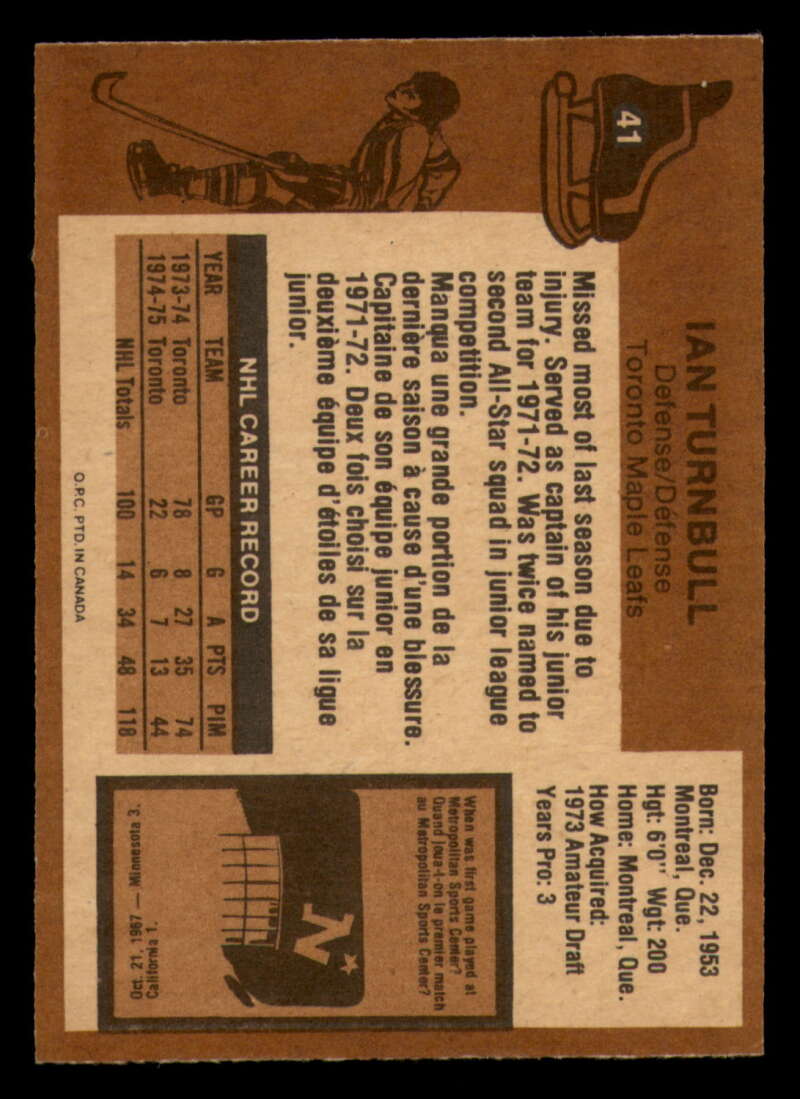 41
IAN TURNBULL
Defense/Défense
Toronto Maple Leafs
Born: Dec. 22, 1953
Montreal, Que.
Hgt: 6'0" Wgt: 200
Home: Montreal, Que.
How Acquired:
1973 Amateur Draft
Years Pro: 3
Missed most of last season due to
injury. Served as captain of his junior
team for 1971-72. Was twice named to
second All-Star squad in junior league
competition.
Manqua une grande portion de la
dernière saison à cause d'une blessure.
Capitaine de son équipe junior en
1971-72. Deux fois choisi sur la
deuxième équipe d'étoiles de sa ligue
junior.
NHL CAREER RECORD
YEAR TEAM GP G A PTS PIM
1973-74 Toronto 78 8 27 35 74
1974-75 Toronto 22 6 7 13 44
NHL Totals 100 14 34 48 118
When was first game played at
Metropolitan Sports Center?
Quand joua-t-on le premier match
au Metropolitan Sports Center?
N
Oct. 21, 1967 — Minnesota 3,
California 1.
O.P.C. PTD. IN CANADA